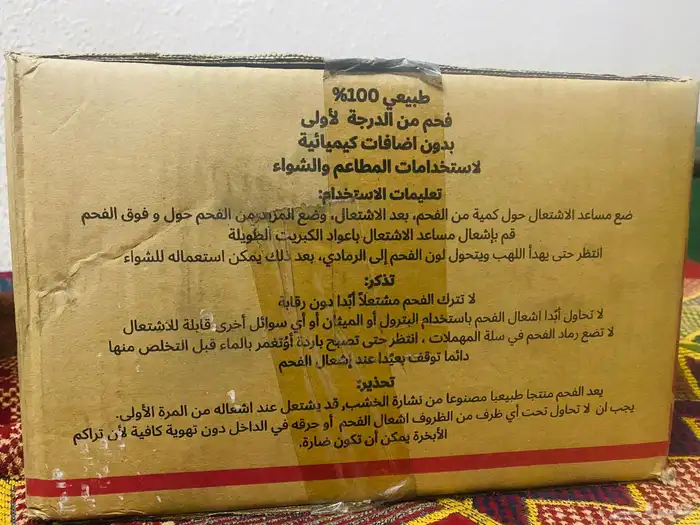 طبيعي 100%
فحم من الدرجة لأولى
بدون اضافات كيميائية
لاستخدامات المطاعم والشواء
تعليمات الاستخدام:
ضع مساعد الاشتعال حول كمية من الفحم، بعد الاشتعال، وضع المزيد من الفحم حول و فوق الفحم
قم بإشعال مساعد الاشتعال باعواد الكبريت الطويلة
انتظر حتى يهدأ اللهب ويتحول لون الفحم إلى الرمادي، بعد ذلك يمكن استعماله للشواء
تذكر:
لا تترك الفحم مشتعلاً أبدا دون رقابة
لا تحاول أبدا اشعال الفحم باستخدام البترول أو الميثان أو أي سوائل أخرى قابلة للاشتعال
لا تضع رماد الفحم في سلة المهملات ، انتظر حتى تصبح باردة أوتغمر بالماء قبل التخلص منها
دائما توقف بعيدا عند إشعال الفحم
تحذير:
يعد الفحم منتجا طبيعيا مصنوعا من نشارة الخشب, قد يشتعل عند اشعاله من المرة الأولى.
يجب ان لا تحاول تحت أي ظرف من الظروف اشعال الفحم أو حرقه في الداخل دون تهوية كافية لأن تراكم
الأبخرة يمكن أن تكون ضارة.